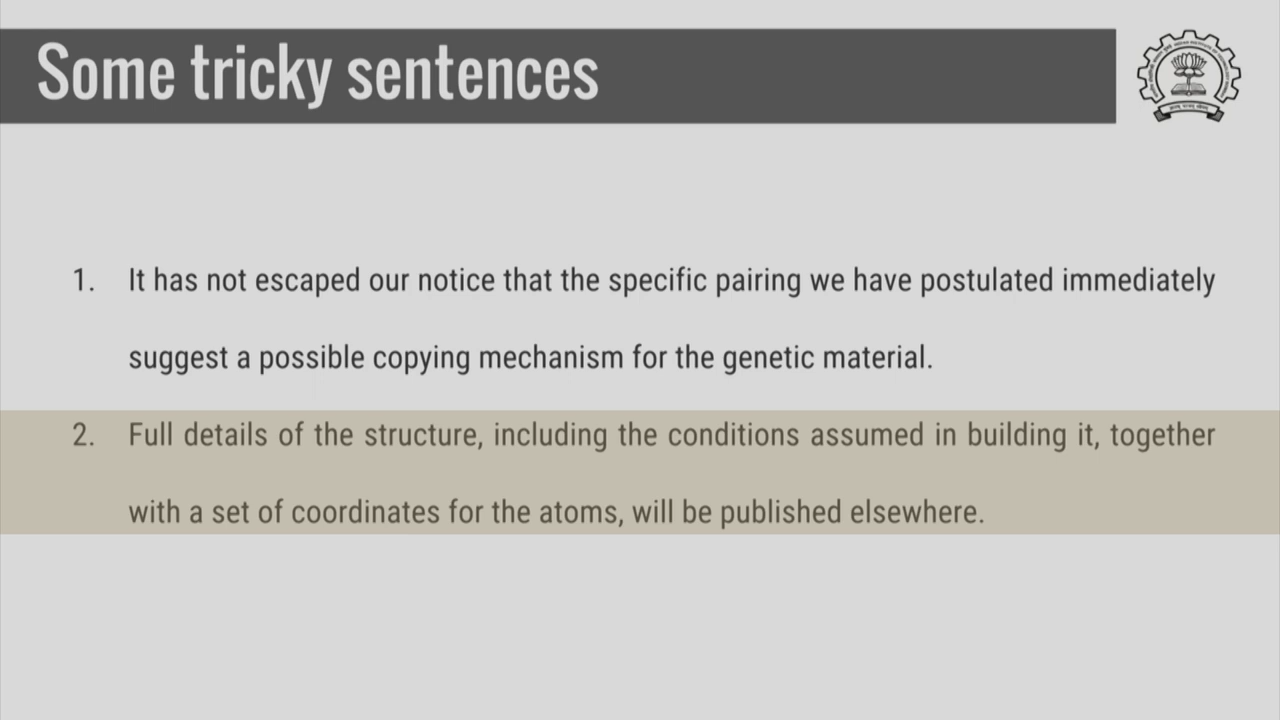 Some tricky sentences
1. It has not escaped our notice that the specific pairing we have postulated immediately
suggest a possible copying mechanism for the genetic material.
2. Full details of the structure, including the conditions assumed in building it, together
with a set of coordinates for the atoms, will be published elsewhere.